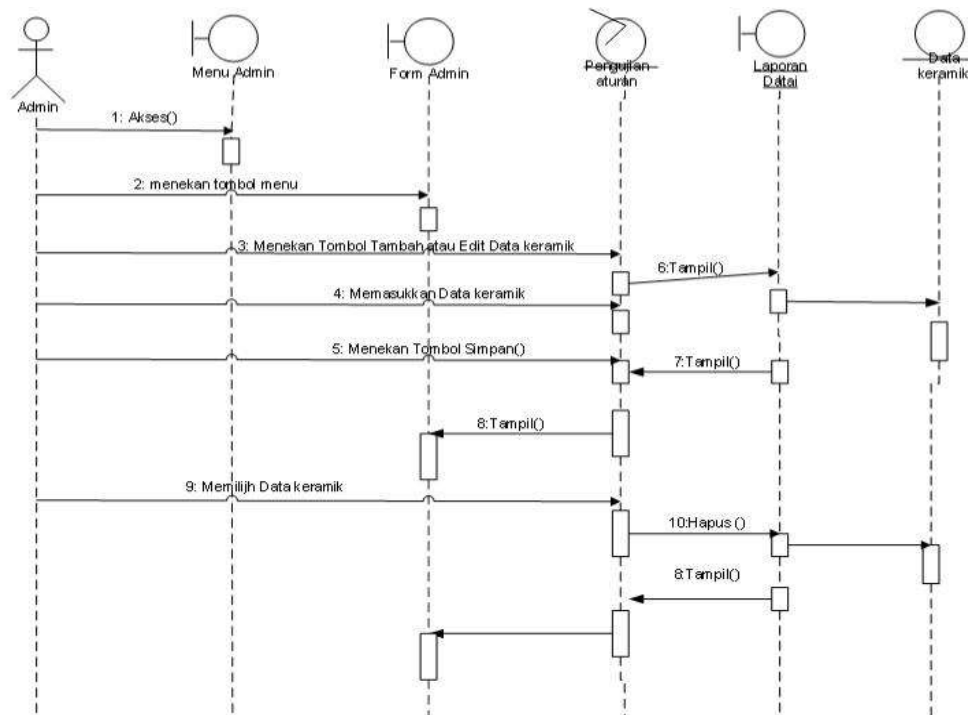 Admin
Menu Admin
Form Admin
Pengujian
aturan
Laporan
Datai
Data
keramik
1: Akses()
2: menekan tombol menu
3: Menekan Tombol Tambah atau Edit Data keramik
6:Tampil()
4: Memasukkan Data keramik
5: Menekan Tombol Simpan()
7:Tampil()
8:Tampil()
9: Memilijh Data keramik
10:Hapus ()
8:Tampil()